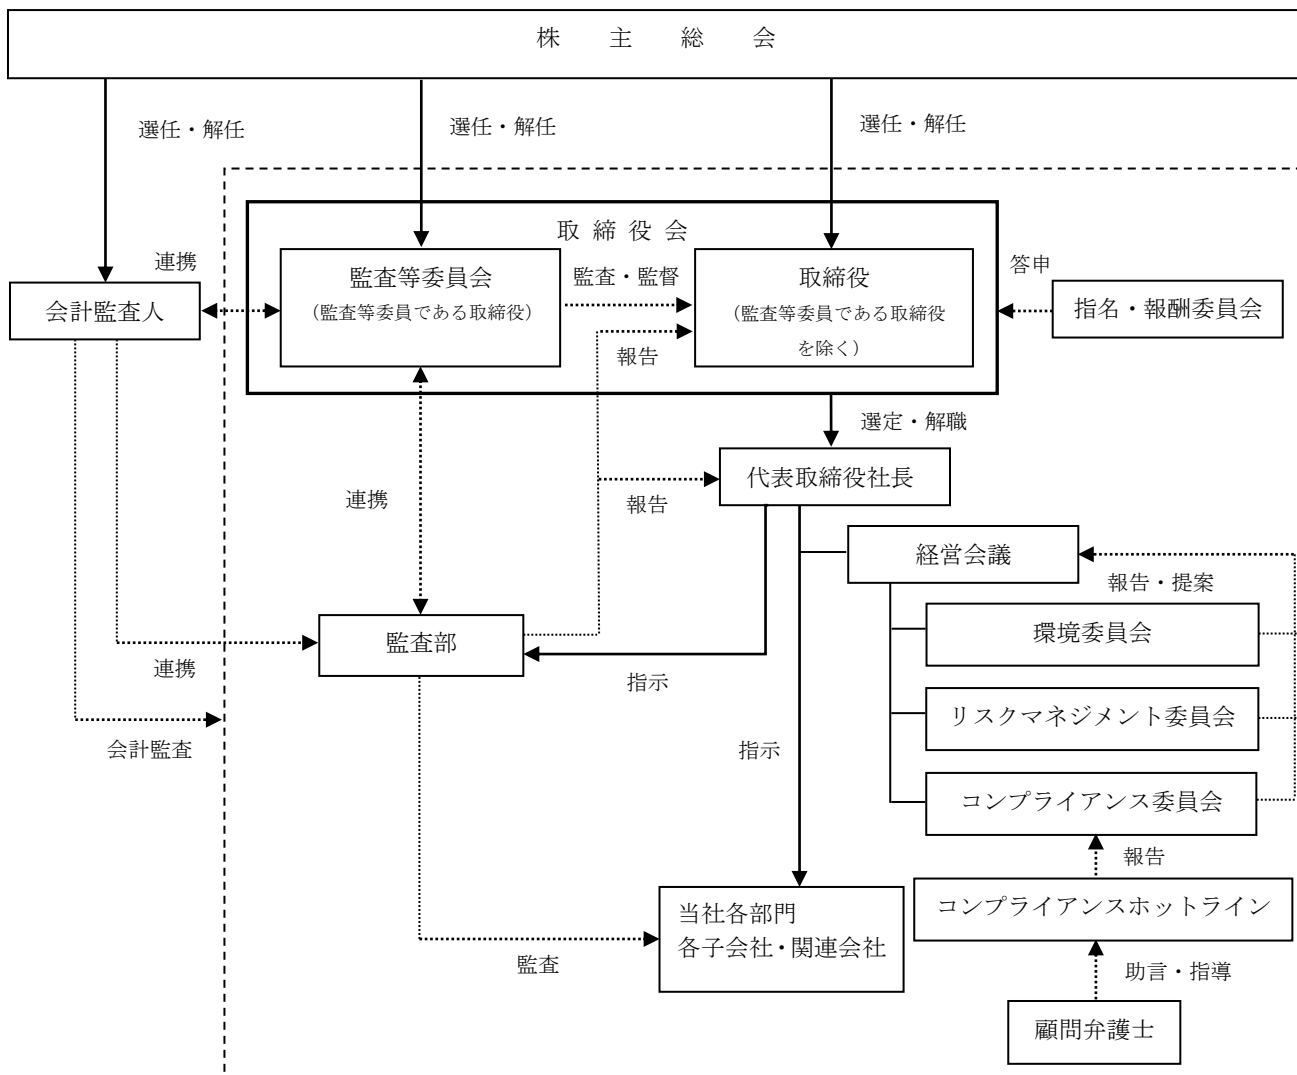 株主総会
選任・解任
選任・解任
選任・解任
取締役会
連携
監査等委員会
(監査等委員である取締役)
監査・監督
取締役
(監査等委員である取締役
を除く)
答申
会計監査人
指名・報酬委員会
報告
選定・解職
代表取締役社長
連携
報告
経営会議
報告・提案
環境委員会
監査部
連携
指示
リスクマネジメント委員会
会計監査
指示
コンプライアンス委員会
報告
当社各部門
各子会社・関連会社
コンプライアンスホットライン
監査
助言・指導
顧問弁護士